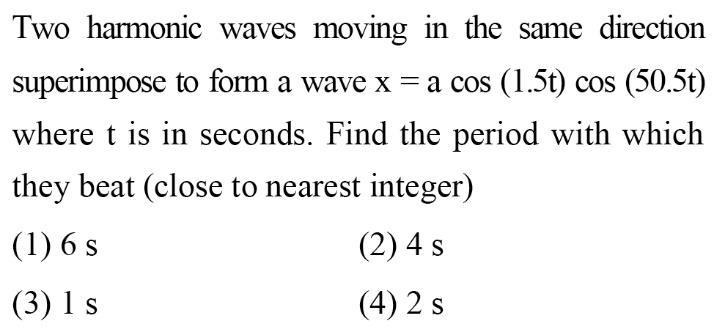 Two harmonic waves moving in the same direction
superimpose to form a wave x = a cos (1.5t) cos (50.5t)
where t is in seconds. Find the period with which
they beat (close to nearest integer)
(1) 6 s (2) 4 s
(3) 1 s (4) 2 s